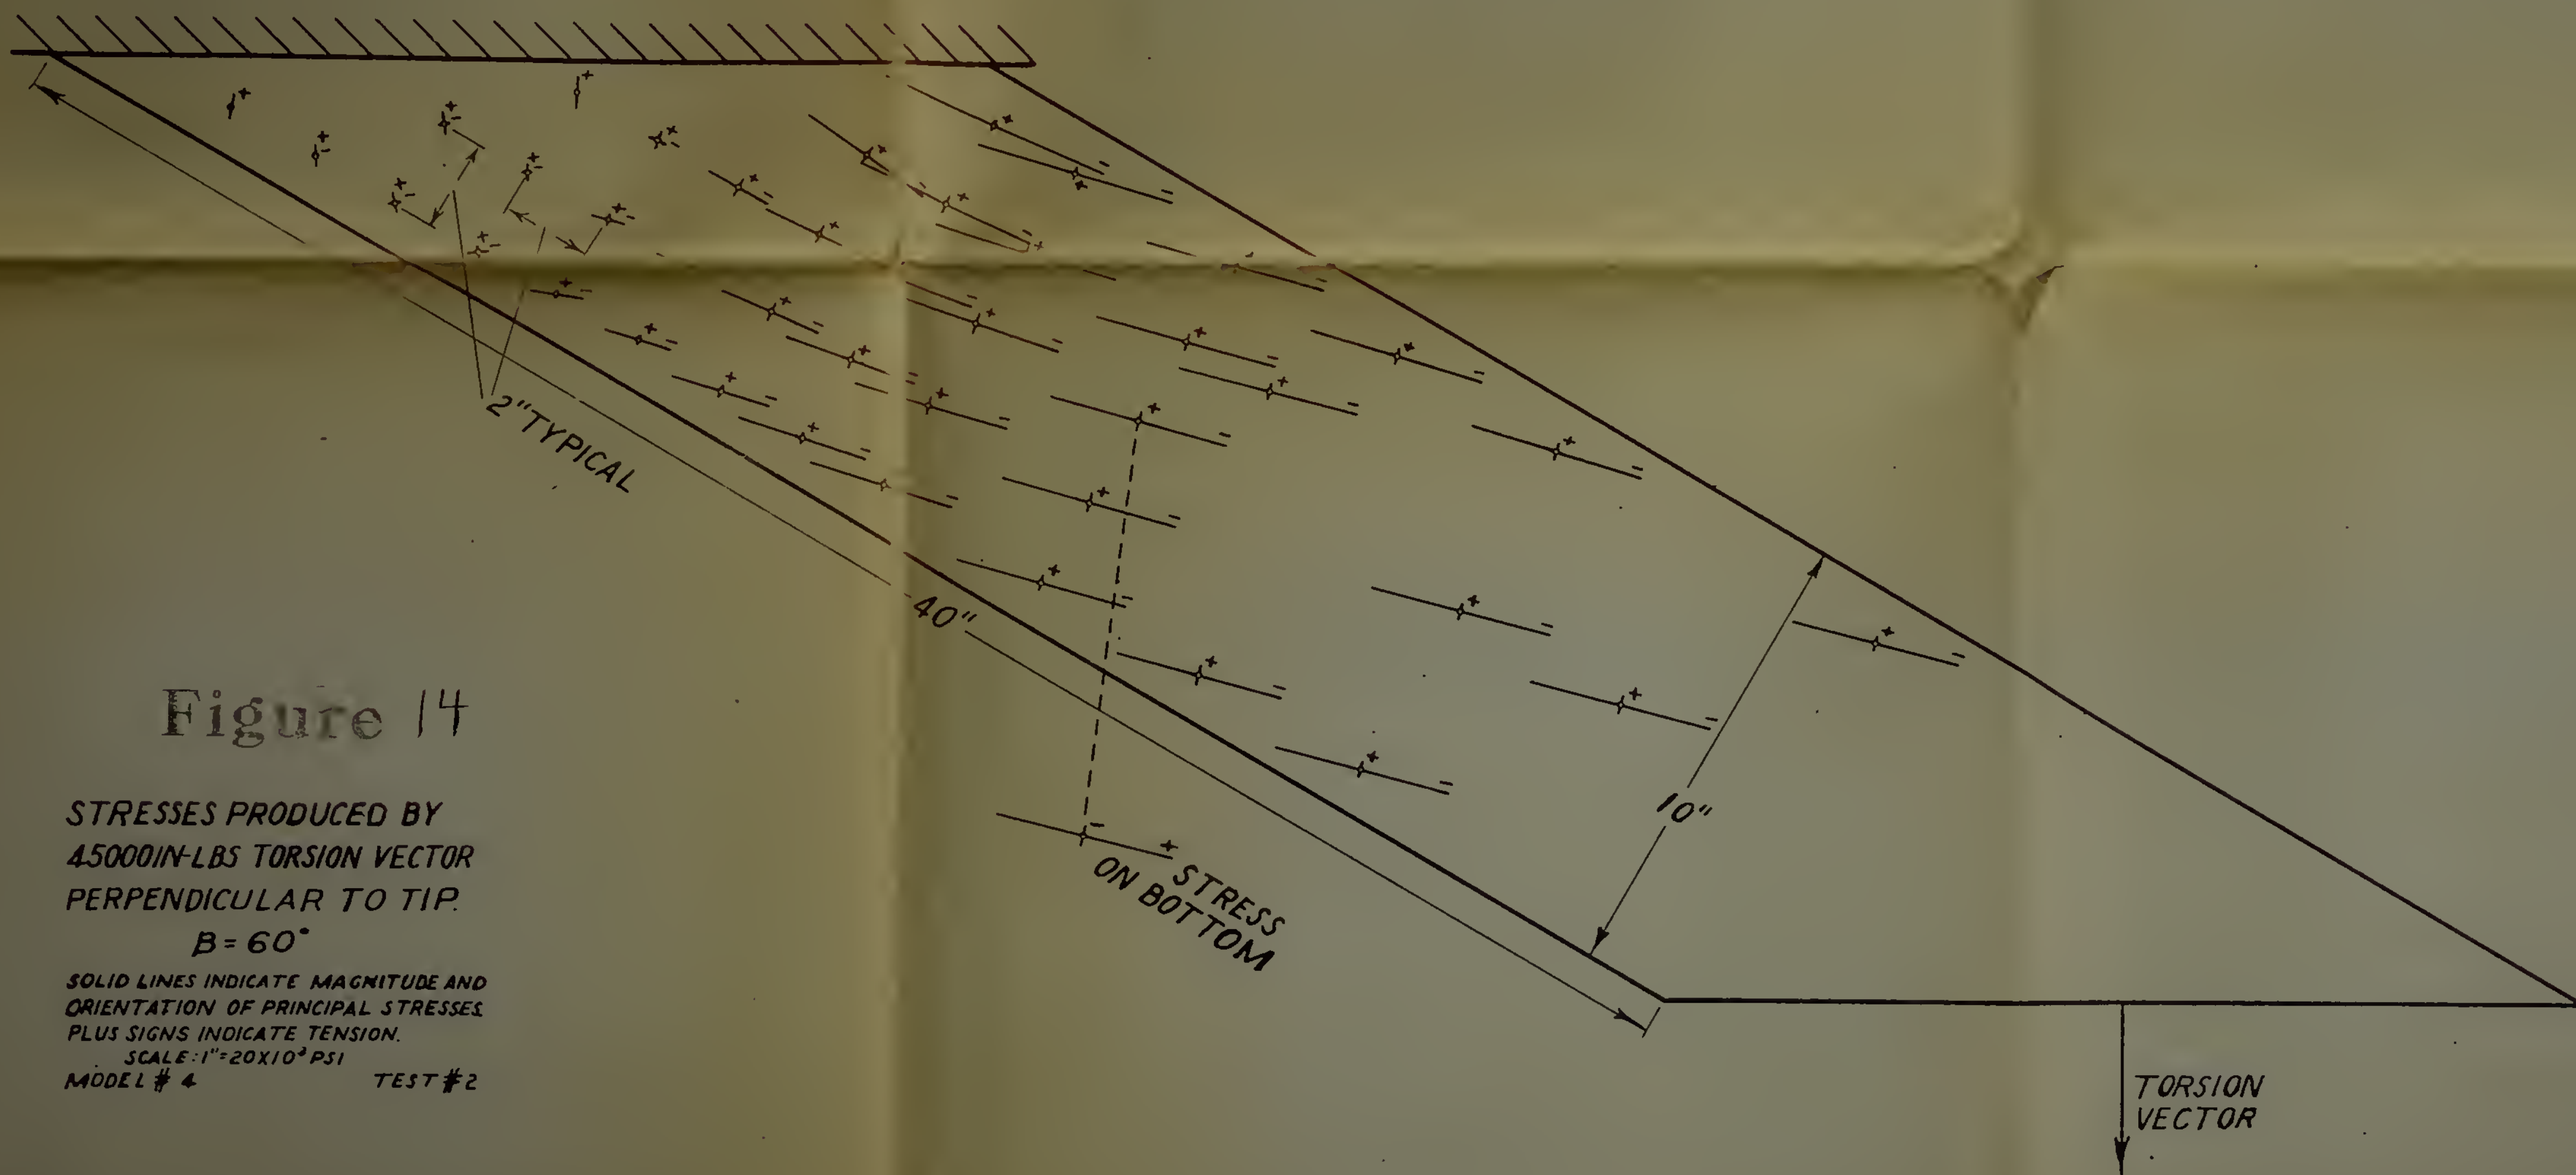 2" TYPICAL
40"
10"
STRESS
ON BOTTOM
Figure 14
STRESSES PRODUCED BY
45000IN-LBS TORSION VECTOR
PERPENDICULAR TO TIP.
β = 60°
SOLID LINES INDICATE MAGNITUDE AND
ORIENTATION OF PRINCIPAL STRESSES
PLUS SIGNS INDICATE TENSION.
SCALE: 1"=20X10³ PSI
MODEL # 4 TEST #2
TORSION
VECTOR